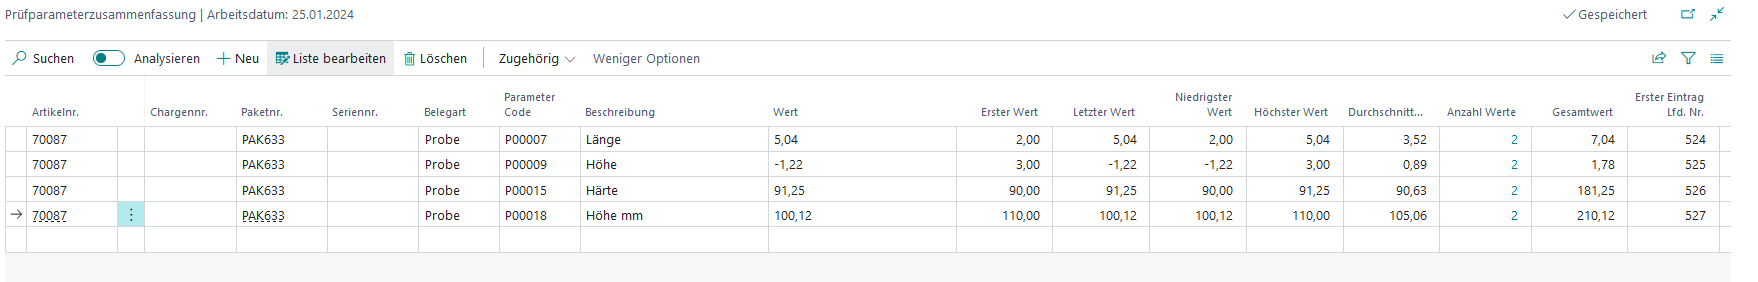 Prüfparameterzusammenfassung | Arbeitsdatum: 25.01.2024 Gespeichert
Suchen Analysieren Neu Liste bearbeiten Löschen Zugehörig Weniger Optionen
Artikelnr. Chargennr. Paketnr. Seriennr. Belegart Parameter Code Beschreibung Wert Erster Wert Letzter Wert Niedrigster Wert Höchster Wert Durchschnitt... Anzahl Werte Gesamtwert Erster Eintrag Lfd. Nr.
70087 PAK633 Probe P00007 Länge 5,04 2,00 5,04 2,00 5,04 3,52 2 7,04 524
70087 PAK633 Probe P00009 Höhe -1,22 3,00 -1,22 -1,22 3,00 0,89 2 1,78 525
70087 PAK633 Probe P00015 Härte 91,25 90,00 91,25 90,00 91,25 90,63 2 181,25 526
70087 PAK633 Probe P00018 Höhe mm 100,12 110,00 100,12 100,12 110,00 105,06 2 210,12 527